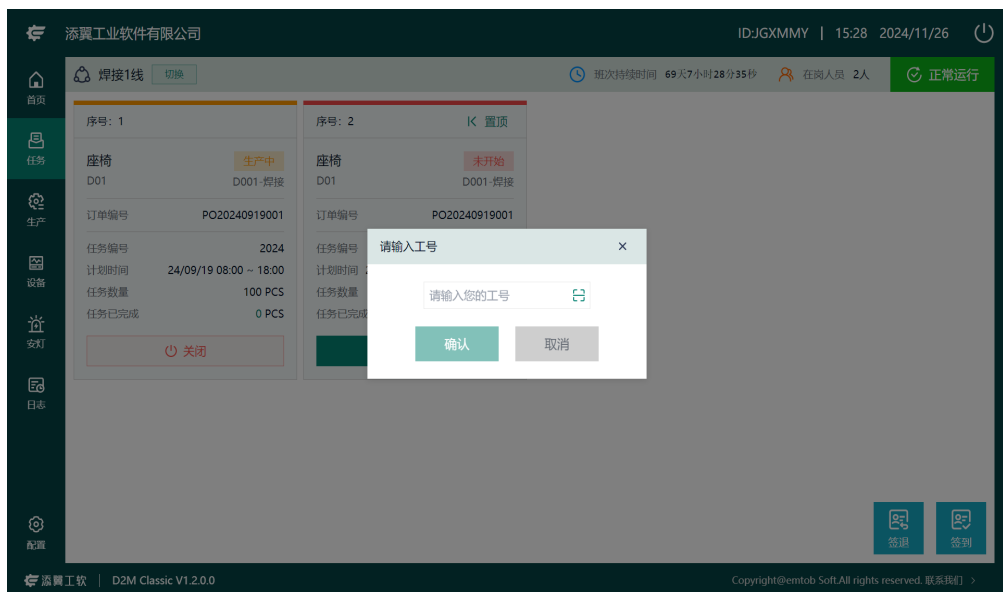 添翼工业软件有限公司
ID:JGXMMY | 15:28 2024/11/26
首页
任务
生产
设备
安灯
日志
配置
焊接1线 切换
班次持续时间 69天7小时28分35秒 在岗人员 2人 正常运行
序号: 1
座椅 生产中
D01 D001-焊接
订单编号 PO20240919001
任务编号 2024
计划时间 24/09/19 08:00 ~ 18:00
任务数量 100 PCS
任务已完成 0 PCS
关闭
序号: 2 置顶
座椅 未开始
D01 D001-焊接
订单编号 PO20240919001
任务编号
计划时间
任务数量
任务已完成
请输入工号 ×
请输入您的工号
确认 取消
签退 签到
添翼工软 | D2M Classic V1.2.0.0
Copyright@emtob Soft.All rights reserved. 联系我们 >